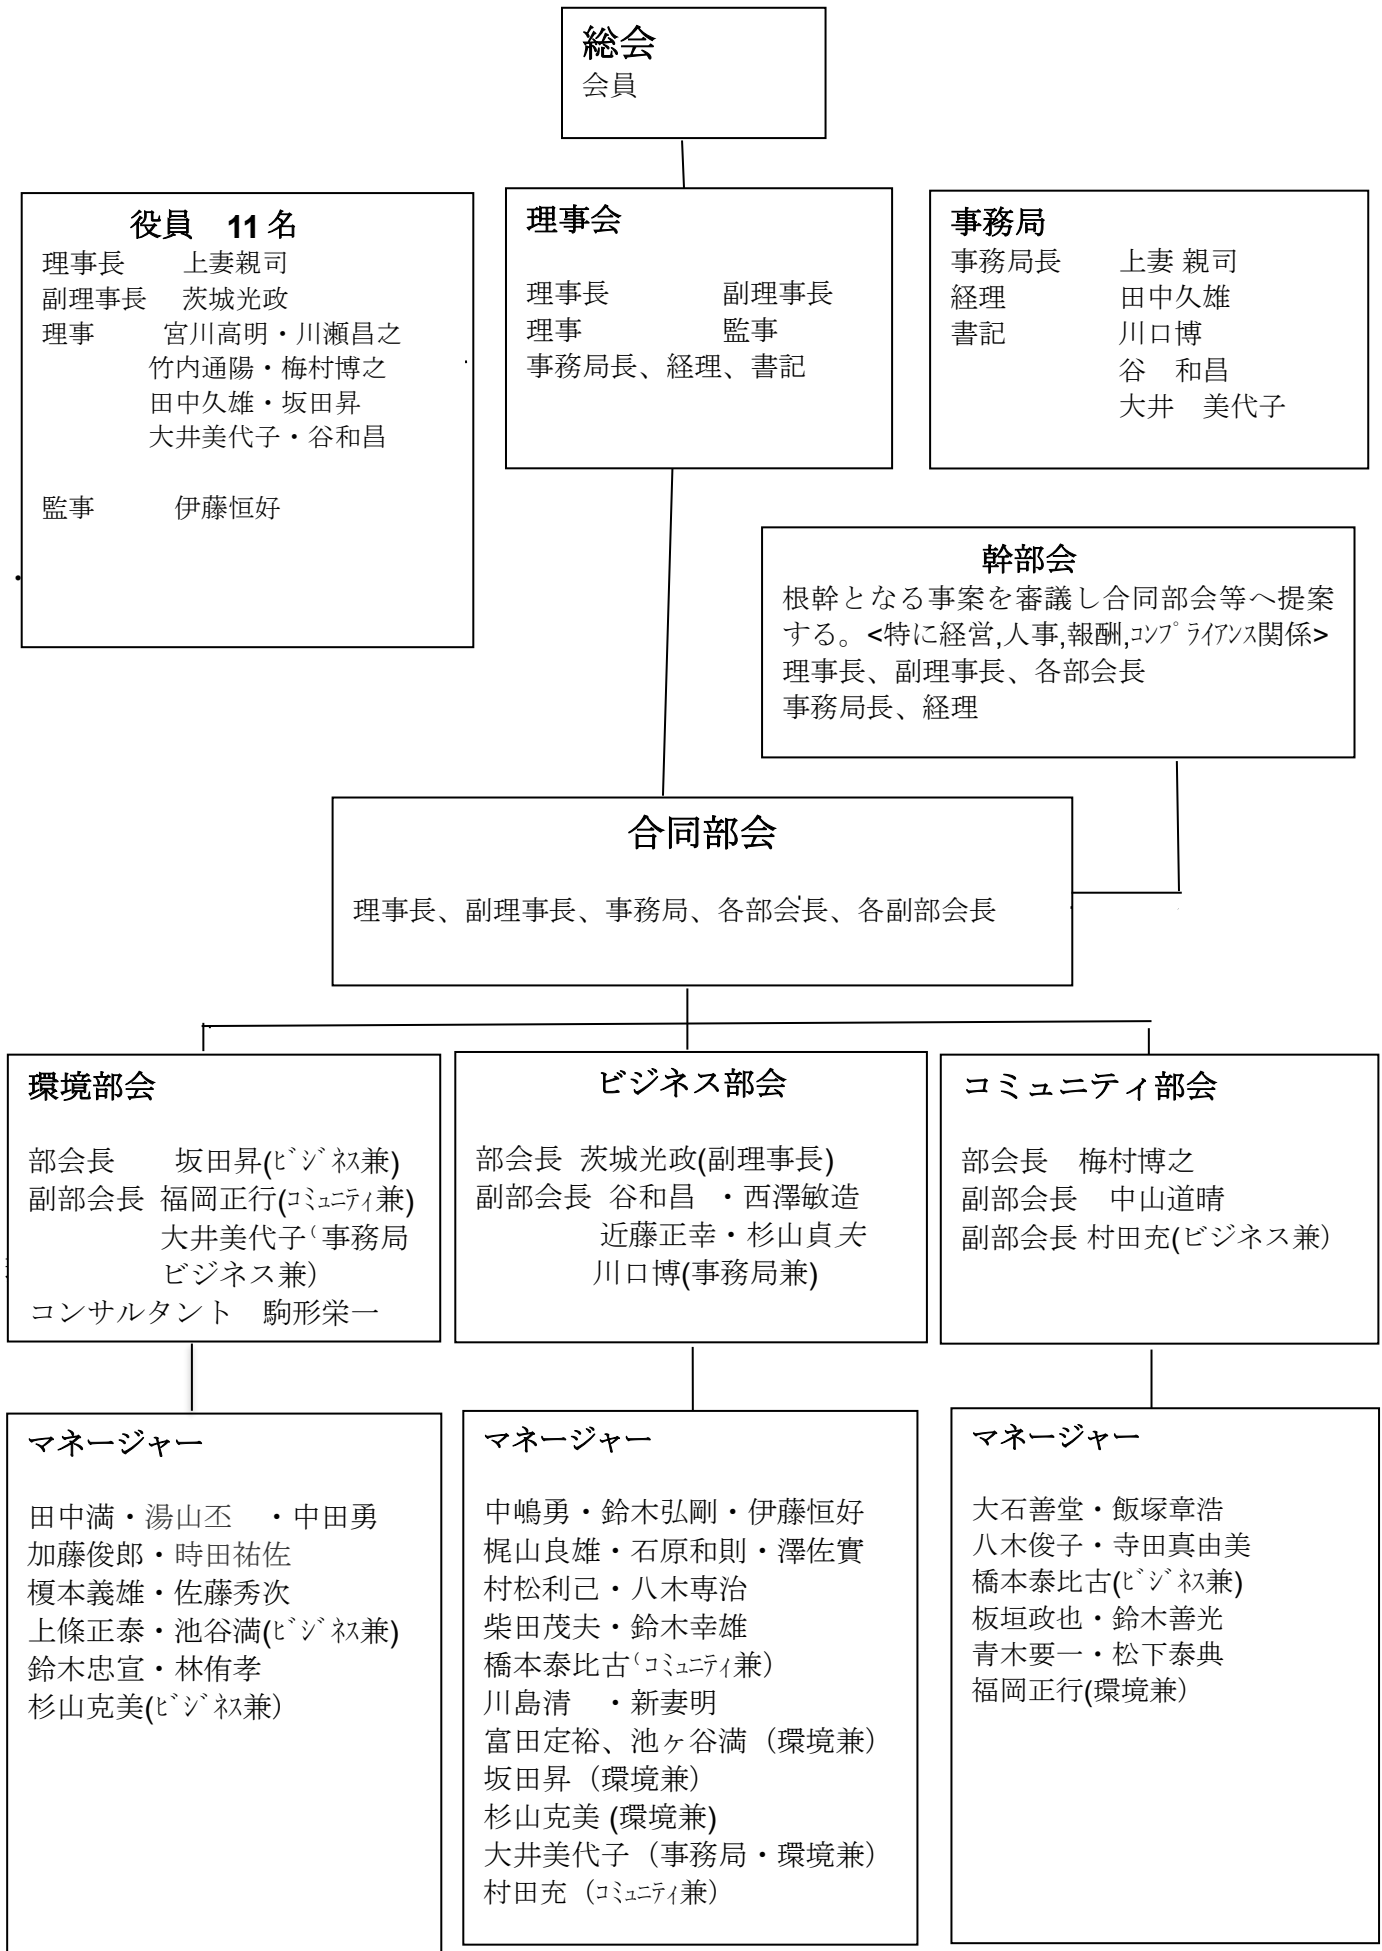 総会
会員
役員　11名
理事長　　上妻親司
副理事長　茨城光政
理事　　宮川高明・川瀬昌之
竹内通陽・梅村博之
田中久雄・坂田昇
大井美代子・谷和昌
監事　　伊藤恒好
理事会
理事長　　副理事長
理事　　監事
事務局長、経理、書記
事務局
事務局長　　上妻 親司
経理　　田中久雄
書記　　川口博
谷　和昌
大井　美代子
幹部会
根幹となる事案を審議し合同部会等へ提案
する。<特に経営,人事,報酬,ｺﾝﾌﾟﾗｲｱﾝｽ関係>
理事長、副理事長、各部会長
事務局長、経理
合同部会
理事長、副理事長、事務局、各部会長、各副部会長
環境部会
部会長　　坂田昇(ﾋﾞｼﾞﾈｽ兼)
副部会長 福岡正行(ｺﾐｭﾆﾃｨ兼)
大井美代子（事務局
ビジネス兼）
コンサルタント　駒形栄一
ビジネス部会
部会長 茨城光政(副理事長)
副部会長 谷和昌　・西澤敏造
近藤正幸・杉山貞夫
川口博(事務局兼)
コミュニティ部会
部会長　梅村博之
副部会長　中山道晴
副部会長 村田充(ビジネス兼）
マネージャー
田中満・湯山丕　・中田勇
加藤俊郎・時田祐佐
榎本義雄・佐藤秀次
上條正泰・池谷満(ﾋﾞｼﾞﾈｽ兼)
鈴木忠宣・林侑孝
杉山克美(ﾋﾞｼﾞﾈｽ兼）
マネージャー
中嶋勇・鈴木弘剛・伊藤恒好
梶山良雄・石原和則・澤佐實
村松利己・八木専治
柴田茂夫・鈴木幸雄
橋本泰比古（ｺﾐｭﾆﾃｨ兼）
川島清　・新妻明
富田定裕、池ヶ谷満（環境兼）
坂田昇（環境兼）
杉山克美 (環境兼)
大井美代子（事務局・環境兼）
村田充（ｺﾐｭﾆﾃｨ兼）
マネージャー
大石善堂・飯塚章浩
八木俊子・寺田真由美
橋本泰比古(ﾋﾞｼﾞﾈｽ兼)
板垣政也・鈴木善光
青木要一・松下泰典
福岡正行(環境兼）